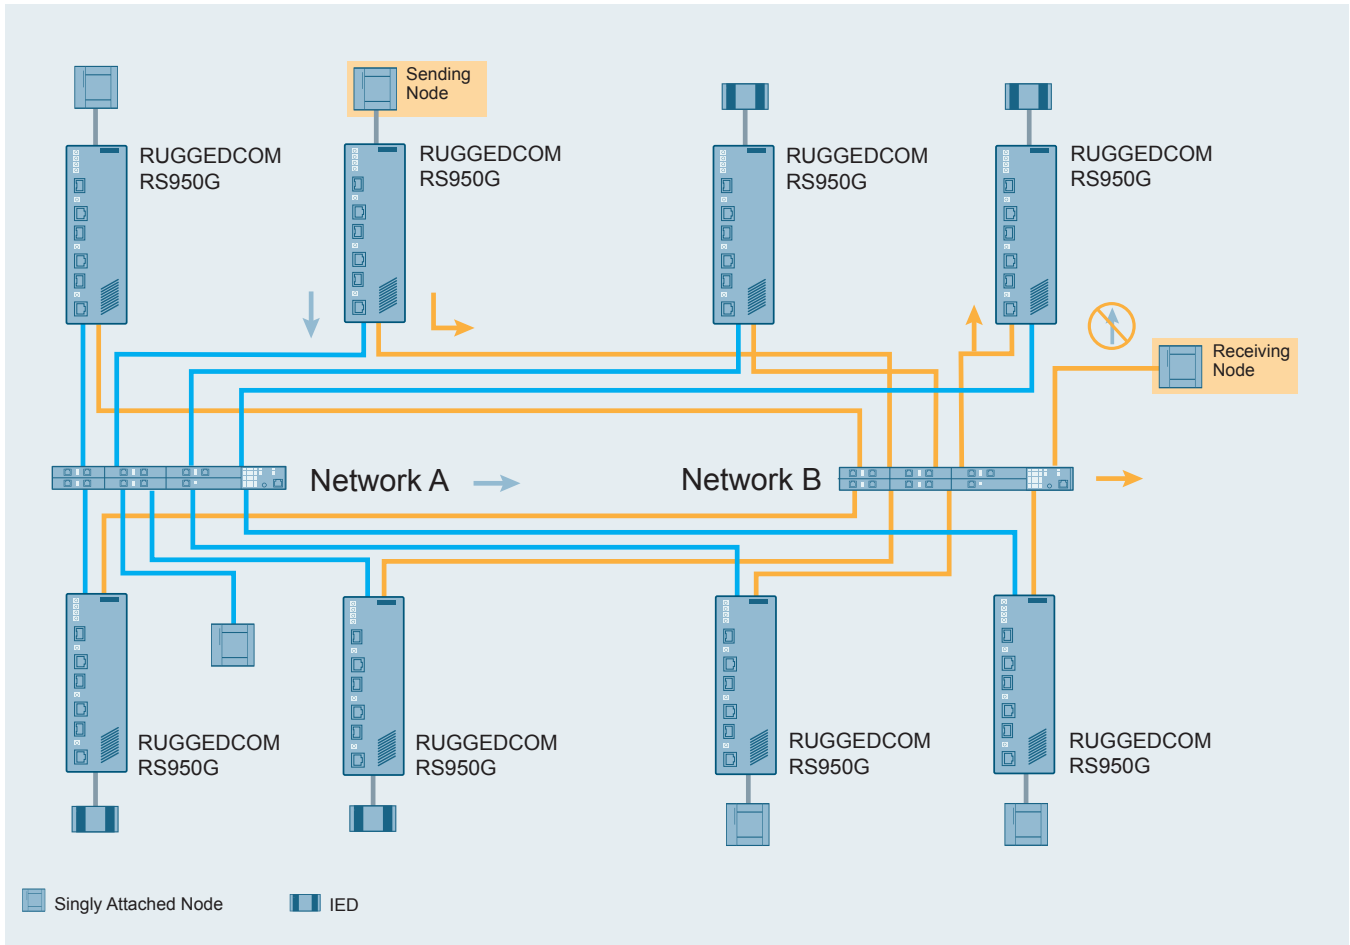 Sending
Node
RUGGEDCOM
RS950G
RUGGEDCOM
RS950G
RUGGEDCOM
RS950G
RUGGEDCOM
RS950G
Receiving
Node
Network A
Network B
RUGGEDCOM
RS950G
RUGGEDCOM
RS950G
RUGGEDCOM
RS950G
RUGGEDCOM
RS950G
Singly Attached Node
IED